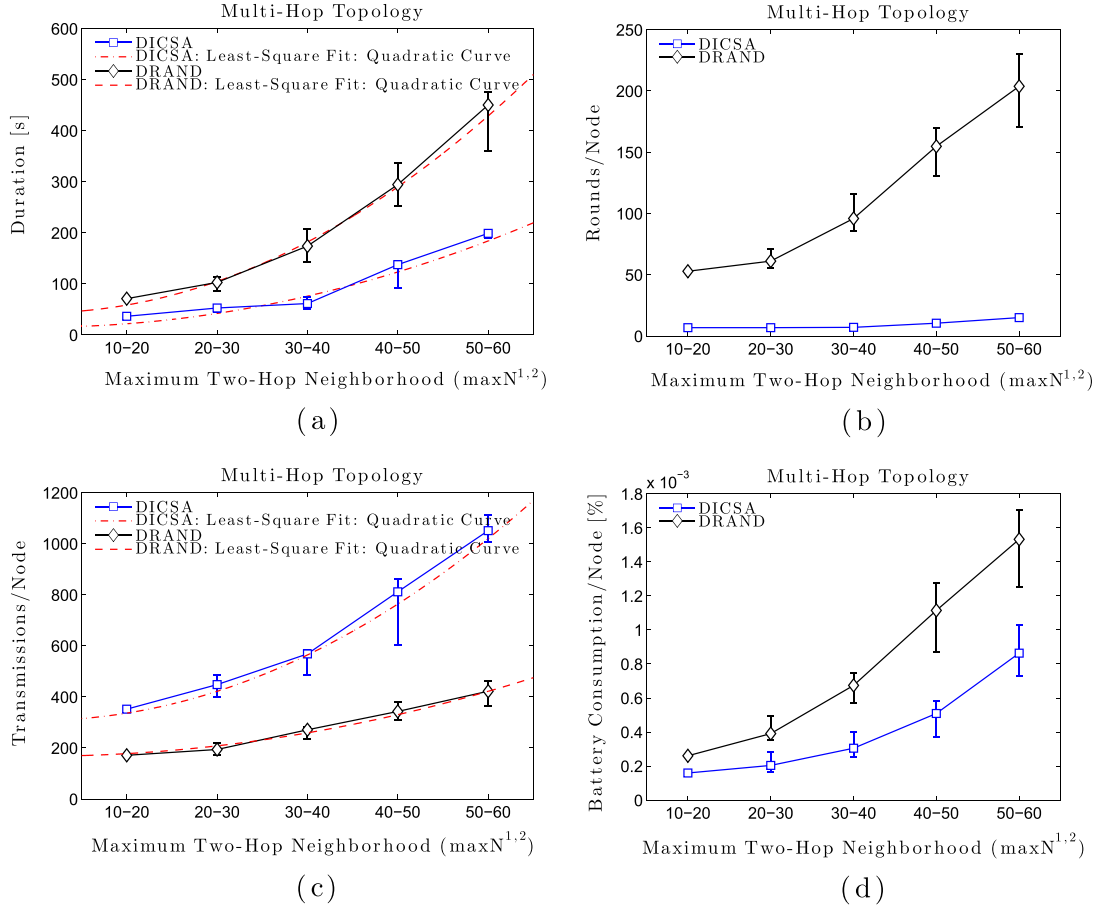 Multi-Hop Topology
600
500
400
300
200
100
0
Duration [s]
DICSA
DICSA: Least-Square Fit: Quadratic Curve
DRAND
DRAND: Least-Square Fit: Quadratic Curve
10−20 20−30 30−40 40−50 50−60
Maximum Two-Hop Neighborhood (maxN1,2)
(a)
Multi-Hop Topology
250
200
150
100
50
0
Rounds/Node
DICSA
DRAND
10−20 20−30 30−40 40−50 50−60
Maximum Two-Hop Neighborhood (maxN1,2)
(b)
Multi-Hop Topology
1200
1000
800
600
400
200
0
Transmissions/Node
DICSA
DICSA: Least-Square Fit: Quadratic Curve
DRAND
DRAND: Least-Square Fit: Quadratic Curve
10−20 20−30 30−40 40−50 50−60
Maximum Two-Hop Neighborhood (maxN1,2)
(c)
Multi-Hop Topology
x 10−3
1.8
1.6
1.4
1.2
1
0.8
0.6
0.4
0.2
0
Battery Consumption/Node [%]
DICSA
DRAND
10−20 20−30 30−40 40−50 50−60
Maximum Two-Hop Neighborhood (maxN1,2)
(d)